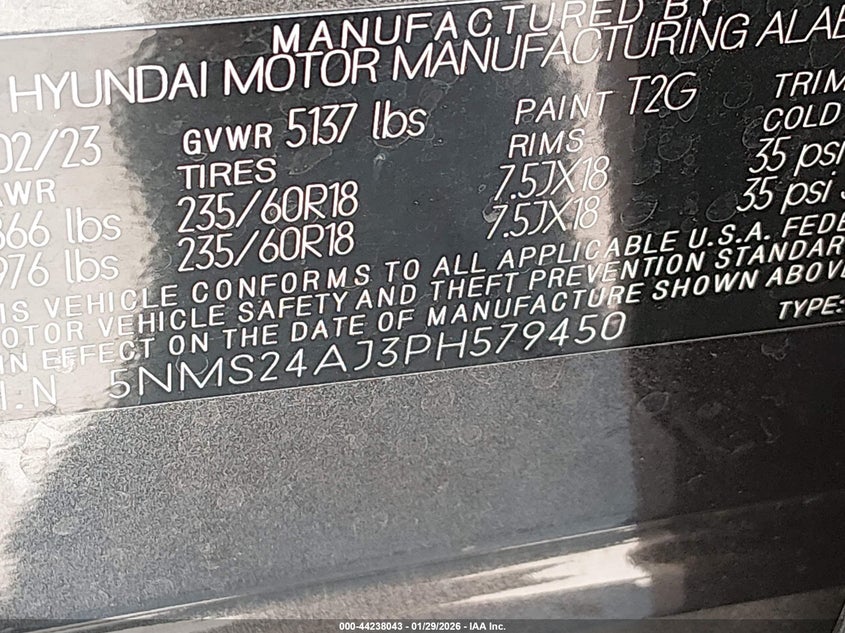 MANUFACTURED BY
HYUNDAI MOTOR MANUFACTURING ALAB
02/23 GVWR 5137 lbs PAINT T2G TRIM
AWR TIRES RIMS COLD
866 lbs 235/60R18 7.5JX18 35 psi
976 lbs 235/60R18 7.5JX18 35 psi
IS VEHICLE CONFORMS TO ALL APPLICABLE U.S.A. FEDE
OTOR VEHICLE SAFETY AND THEFT PREVENTION STANDAR
IN EFFECT ON THE DATE OF MANUFACTURE SHOWN ABOVE
I.N 5NMS24AJ3PH579450 TYPE:
000-44238043 - 01/29/2026 - IAA Inc.